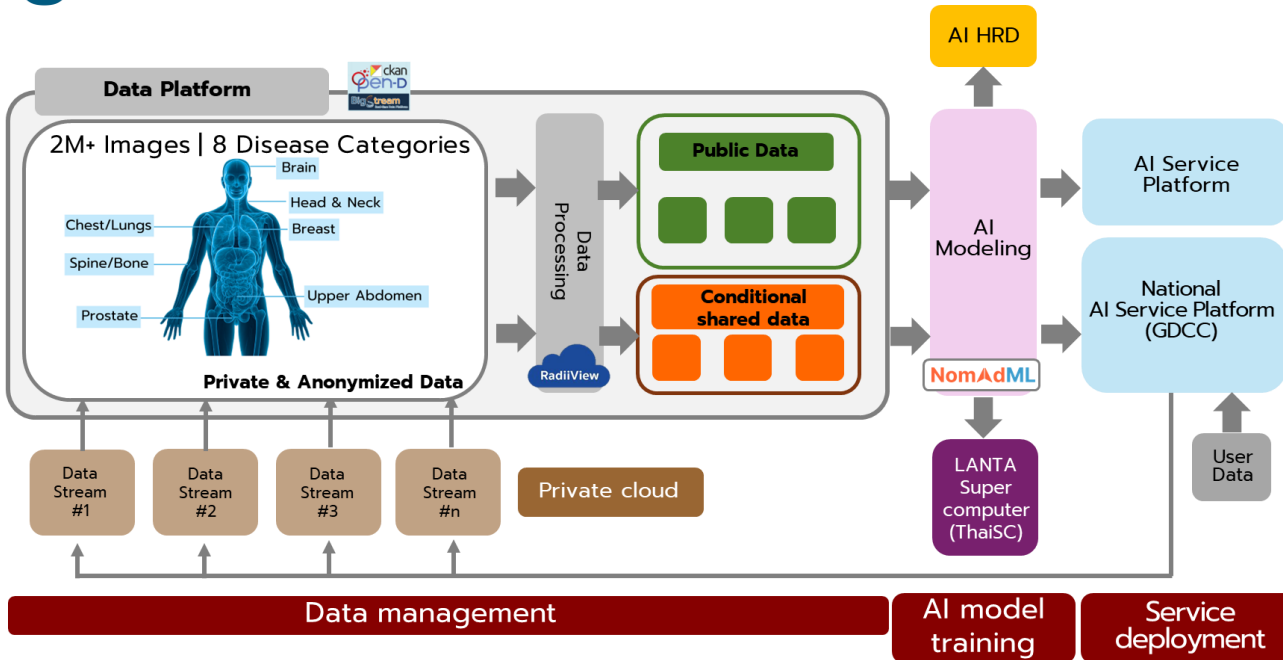 AI HRD
Data Platform
ckan
Open-D
BigStream
2M+ Images | 8 Disease Categories
Brain
Head & Neck
Chest/Lungs
Breast
Spine/Bone
Upper Abdomen
Prostate
Private & Anonymized Data
Data
Processing
RadiiView
Public Data
Conditional
shared data
AI
Modeling
NomAdML
AI Service
Platform
National
AI Service Platform
(GDCC)
Data
Stream
#1
Data
Stream
#2
Data
Stream
#3
Data
Stream
#n
Private cloud
LANTA
Super
computer
(ThaiSC)
User
Data
Data management
AI model
training
Service
deployment